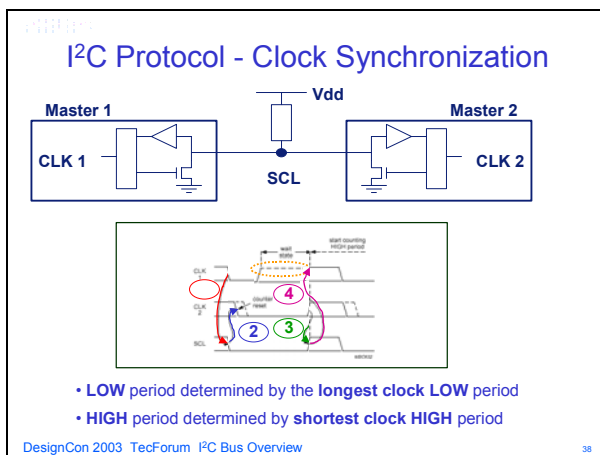 I²C Protocol - Clock Synchronization
Vdd
Master 1
Master 2
CLK 1
CLK 2
SCL
wait
state
start counting
HIGH period
CLK
1
4
counter
reset
CLK
2
2
3
SCL
• LOW period determined by the longest clock LOW period
• HIGH period determined by shortest clock HIGH period
DesignCon 2003 TecForum I²C Bus Overview
38